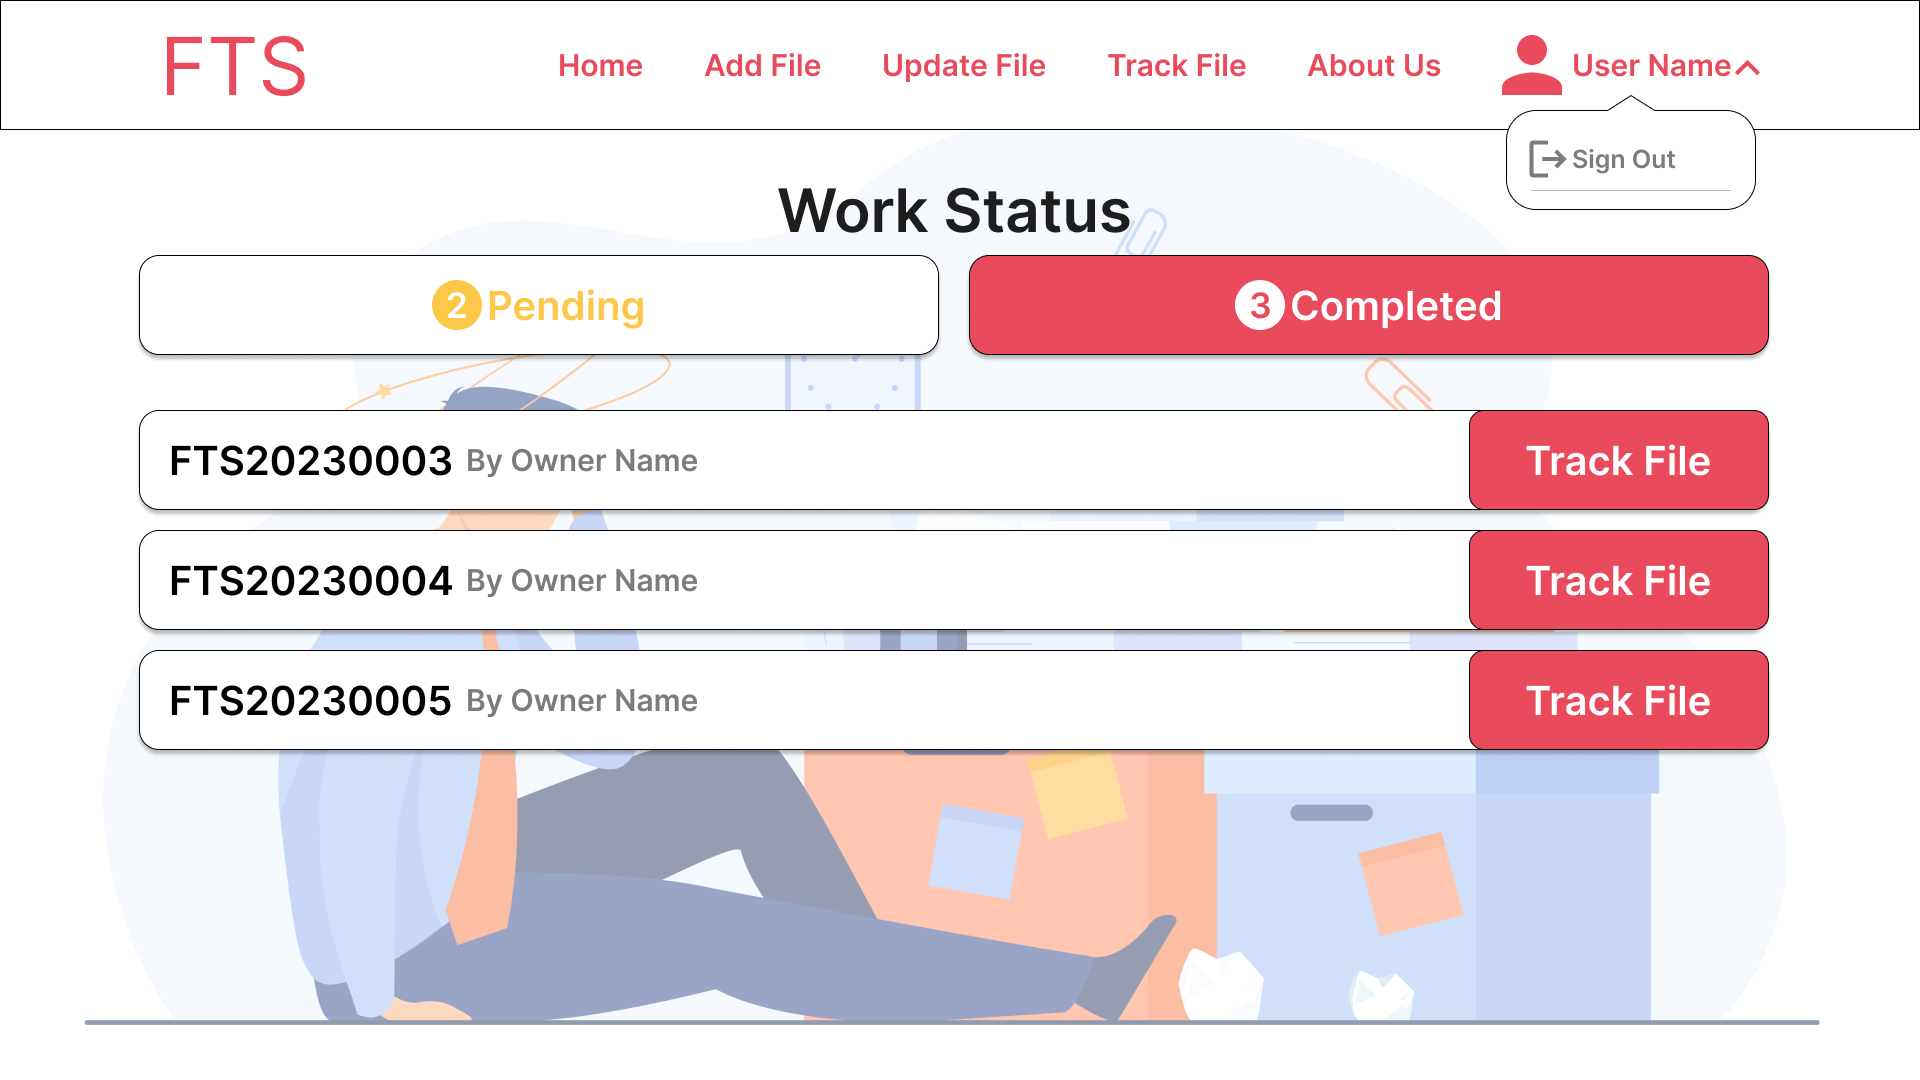 FTS Home Add File Update File Track File About Us User Name
Sign Out
Work Status
2 Pending 3 Completed
FTS20230003 By Owner Name Track File
FTS20230004 By Owner Name Track File
FTS20230005 By Owner Name Track File